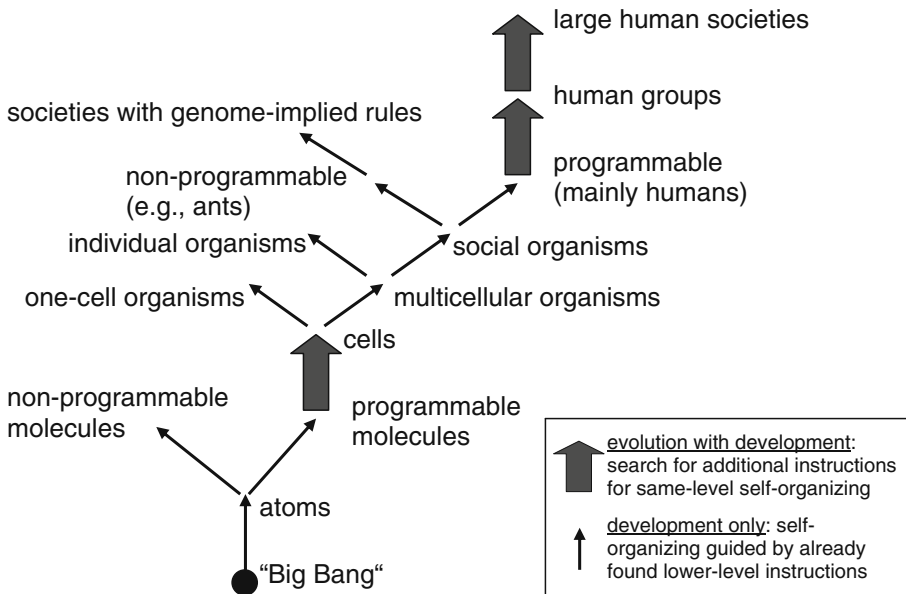 large human societies
human groups
societies with genome-implied rules
programmable
(mainly humans)
non-programmable
(e.g., ants)
individual organisms
social organisms
one-cell organisms
multicellular organisms
cells
non-programmable
molecules
programmable
molecules
atoms
“Big Bang“
evolution with development:
search for additional instructions
for same-level self-organizing
development only: self-
organizing guided by already
found lower-level instructions